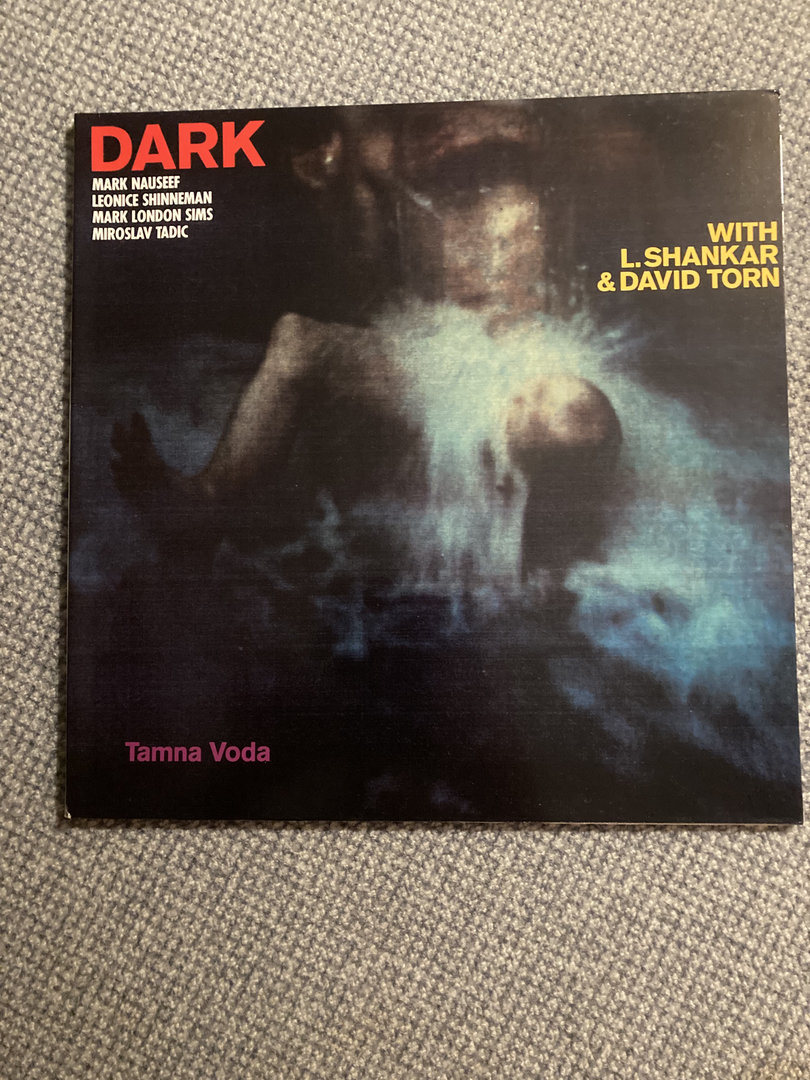 DARK
MARK NAUSEEF
LEONICE SHINNEMAN
MARK LONDON SIMS
MIROSLAV TADIC
WITH
L. SHANKAR
& DAVID TORN
Tamna Voda